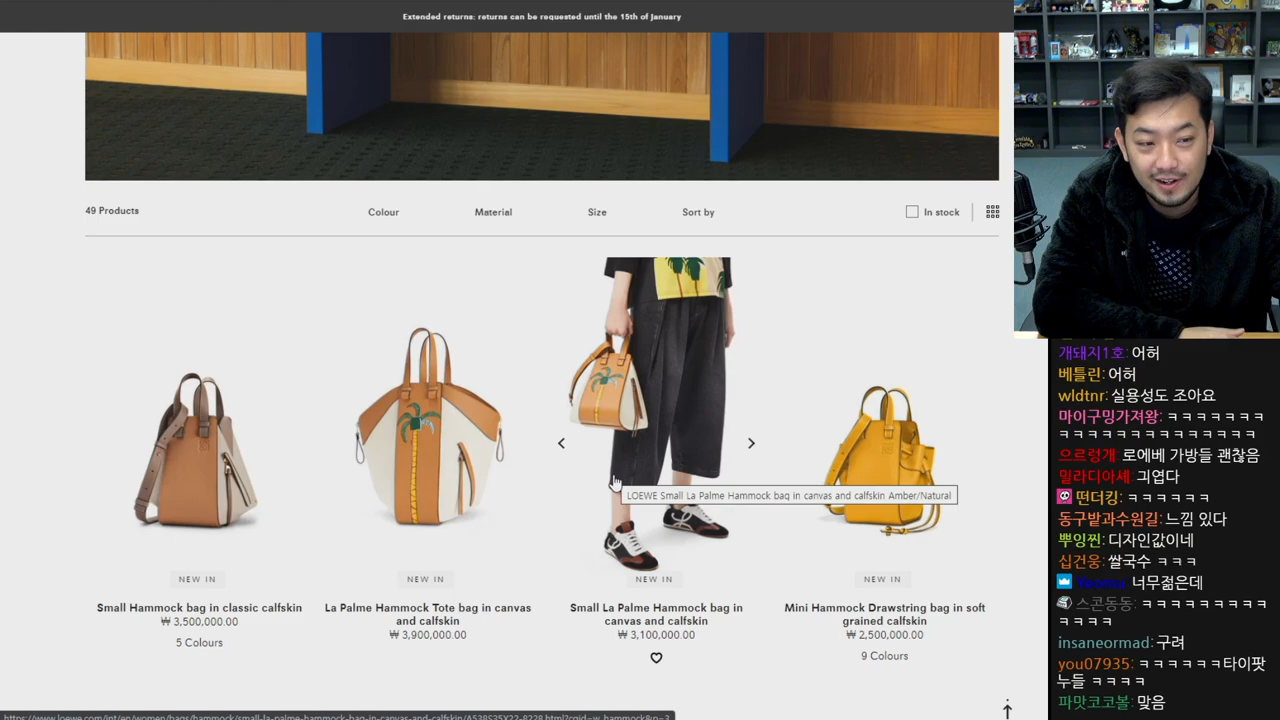 Extended returns: returns can be requested until the 15th of January
49 Products
Colour
Material
Size
Sort by
In stock
LOEWE Small La Palme Hammock bag in canvas and calfskin Amber/Natural
NEW IN
Small Hammock bag in classic calfskin
₩ 3,500,000.00
5 Colours
NEW IN
La Palme Hammock Tote bag in canvas
and calfskin
₩ 3,900,000.00
NEW IN
Small La Palme Hammock bag in
canvas and calfskin
₩ 3,100,000.00
NEW IN
Mini Hammock Drawstring bag in soft
grained calfskin
₩ 2,500,000.00
9 Colours
개돼지1호: 어허
베틀린: 어허
wldtnr: 실용성도 조아요
마이구밍가져왕: ㅋㅋㅋㅋㅋㅋㅋ
ㅋㅋㅋㅋㅋㅋㅋㅋㅋㅋㅋㅋㅋㅋ
으르렁개: 로에베 가방들 괜찮음
밀라디아셰: 긔엽다
떤더킹: ㅋㅋㅋㅋㅋㅋ
동구밭과수원길: 느낌 있다
뿌잉찐: 디자인값이네
십건웅: 쌀국수 ㅋㅋㅋ
Yeomu: 너무젊은데
스콘동동: ㅋㅋㅋㅋㅋㅋㅋㅋㅋ
ㅋㅋㅋㅋㅋ
insaneormad: 구려
you07935: ㅋㅋㅋㅋㅋㅋ타이팟
누들 ㅋㅋㅋㅋ
파맛코코볼: 맞음